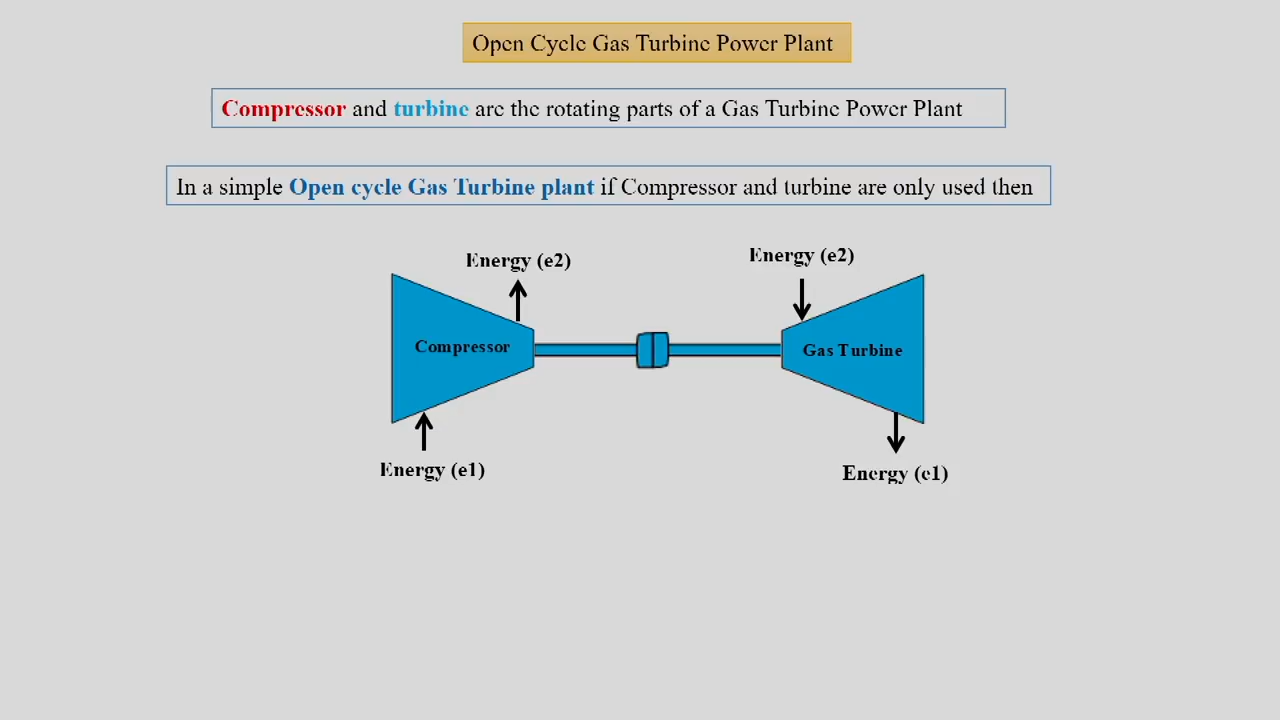 Open Cycle Gas Turbine Power Plant
Compressor and turbine are the rotating parts of a Gas Turbine Power Plant
In a simple Open cycle Gas Turbine plant if Compressor and turbine are only used then
Energy (e2)
Energy (e2)
Compressor
Gas Turbine
Energy (e1)
Energy (e1)